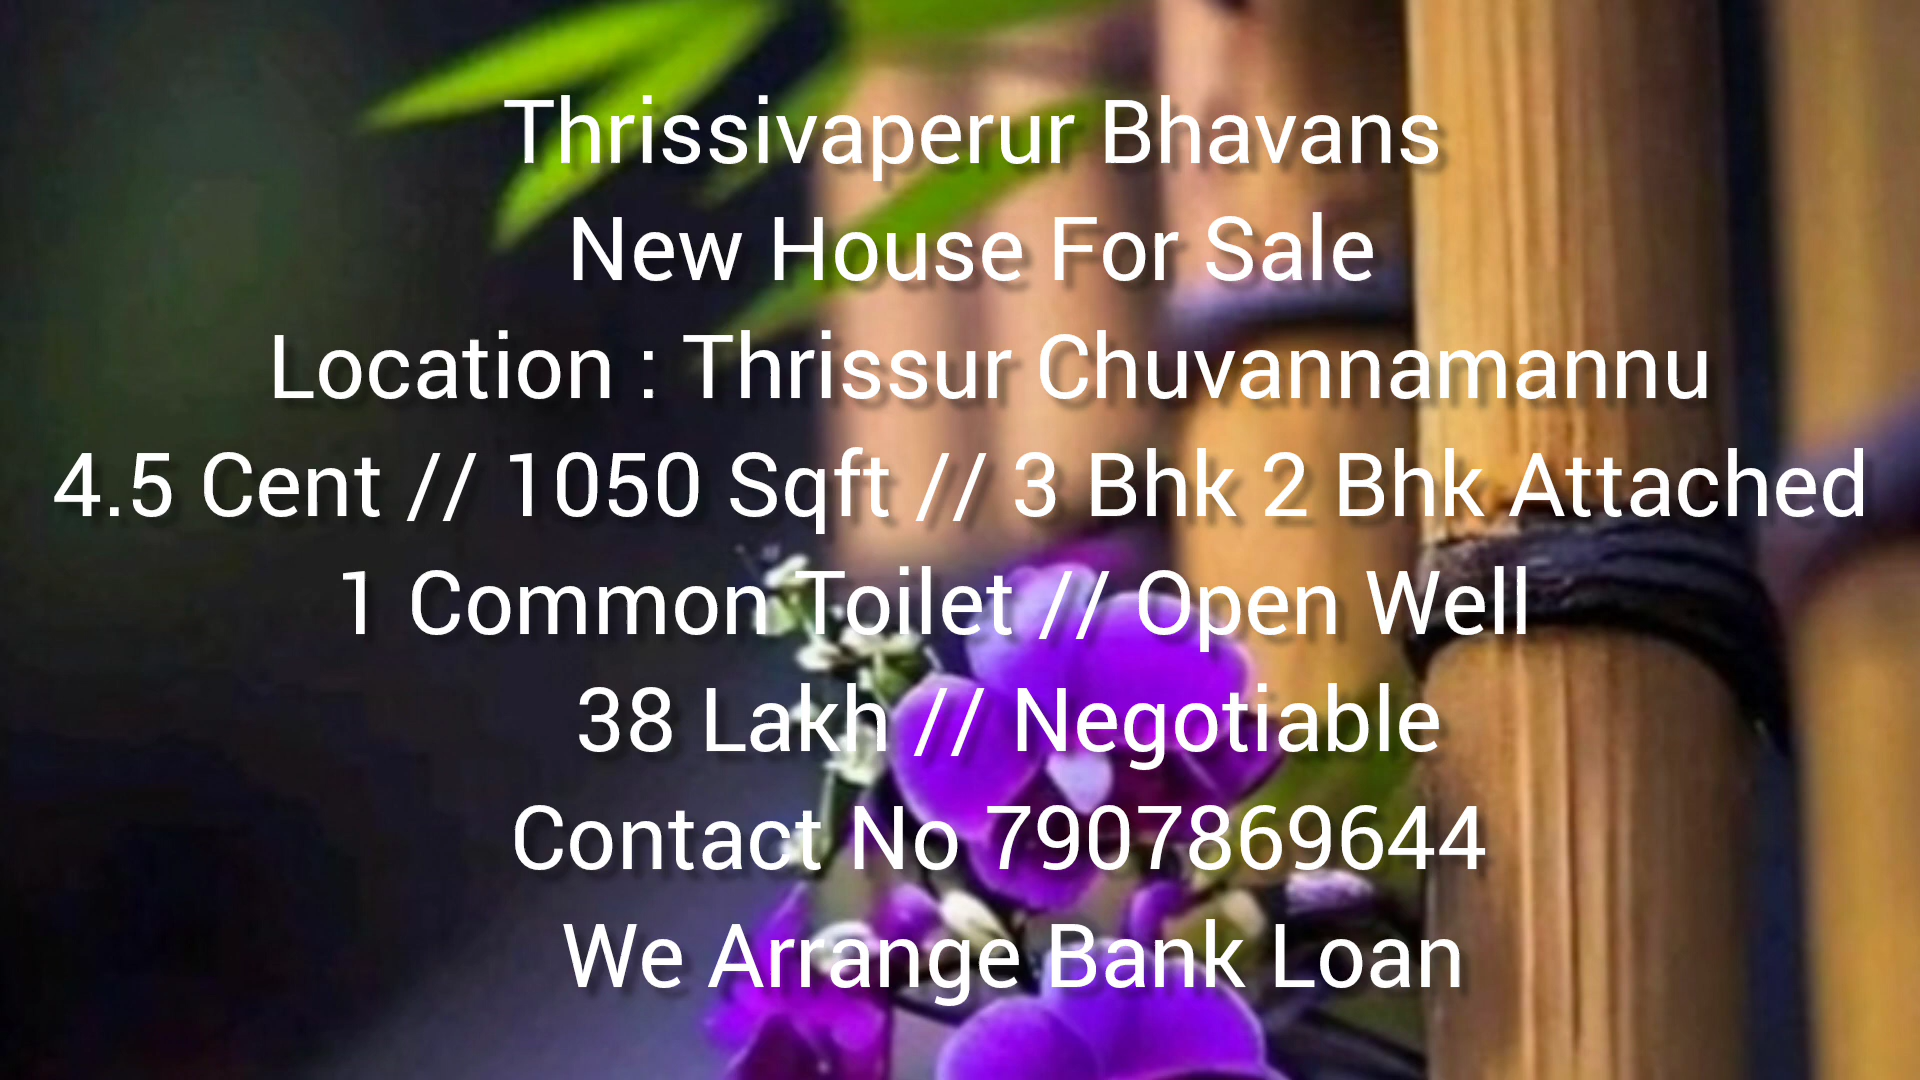 Thrissivaperur Bhavans
New House For Sale
Location : Thrissur Chuvannamannu
4.5 Cent // 1050 Sqft // 3 Bhk 2 Bhk Attached
1 Common Toilet // Open Well
38 Lakh // Negotiable
Contact No 7907869644
We Arrange Bank Loan